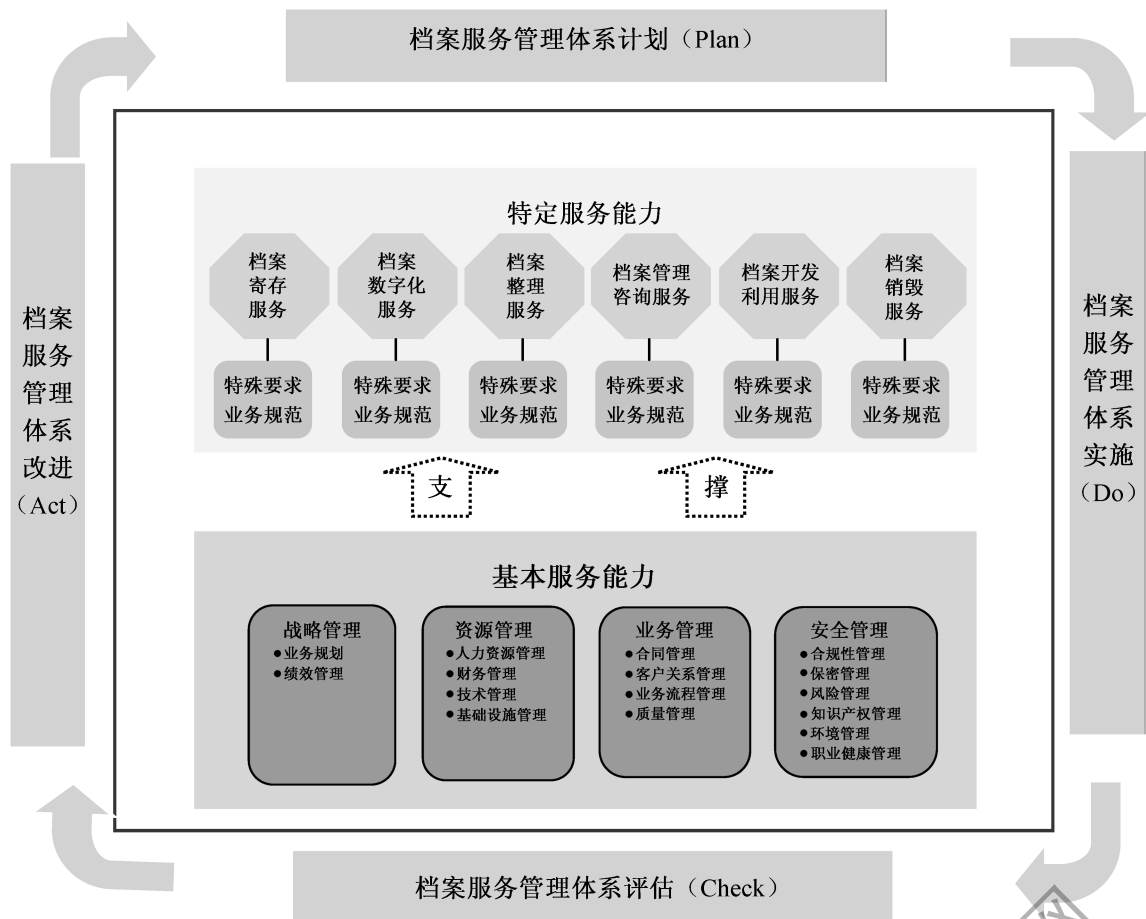 档案服务管理体系计划（Plan）
特定服务能力
档案
寄存
服务
档案
数字化
服务
档案
整理
服务
档案管理
咨询服务
档案开发
利用服务
档案
销毁
服务
特殊要求
业务规范
特殊要求
业务规范
特殊要求
业务规范
特殊要求
业务规范
特殊要求
业务规范
特殊要求
业务规范
支
撑
基本服务能力
战略管理
●业务规划
●绩效管理
资源管理
●人力资源管理
●财务管理
●技术管理
●基础设施管理
业务管理
●合同管理
●客户关系管理
●业务流程管理
●质量管理
安全管理
●合规性管理
●保密管理
●风险管理
●知识产权管理
●环境管理
●职业健康管理
档案
服务
管理
体系
实施
（Do）
档案服务管理体系评估（Check）
档案
服务
管理
体系
改进
（Act）